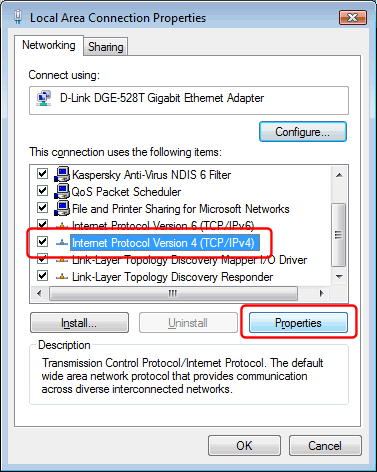 Local Area Connection Properties
Networking
Sharing
Connect using:
D-Link DGE-528T Gigabit Ethernet Adapter
Configure...
This connection uses the following items:
Kaspersky Anti-Virus NDIS 6 Filter
QoS Packet Scheduler
File and Printer Sharing for Microsoft Networks
Internet Protocol Version 6 (TCP/IPv6)
Internet Protocol Version 4 (TCP/IPv4)
Link-Layer Topology Discovery Mapper I/O Driver
Link-Layer Topology Discovery Responder
Install...
Uninstall
Properties
Description
Transmission Control Protocol/Internet Protocol. The default
wide area network protocol that provides communication
across diverse interconnected networks.
OK
Cancel